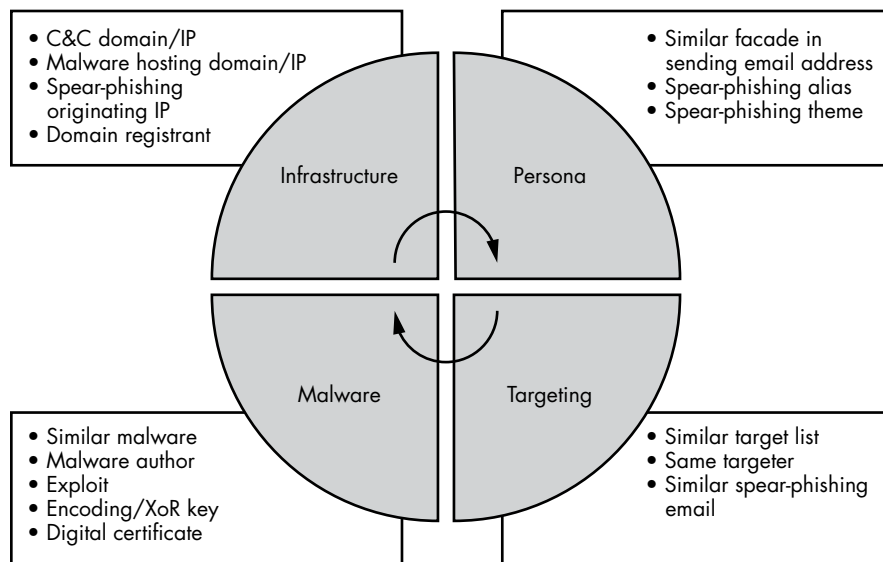 • C&C domain/IP
• Malware hosting domain/IP
• Spear-phishing
originating IP
• Domain registrant
• Similar facade in
sending email address
• Spear-phishing alias
• Spear-phishing theme
Infrastructure
Persona
Malware
Targeting
• Similar malware
• Malware author
• Exploit
• Encoding/XoR key
• Digital certificate
• Similar target list
• Same targeter
• Similar spear-phishing
email